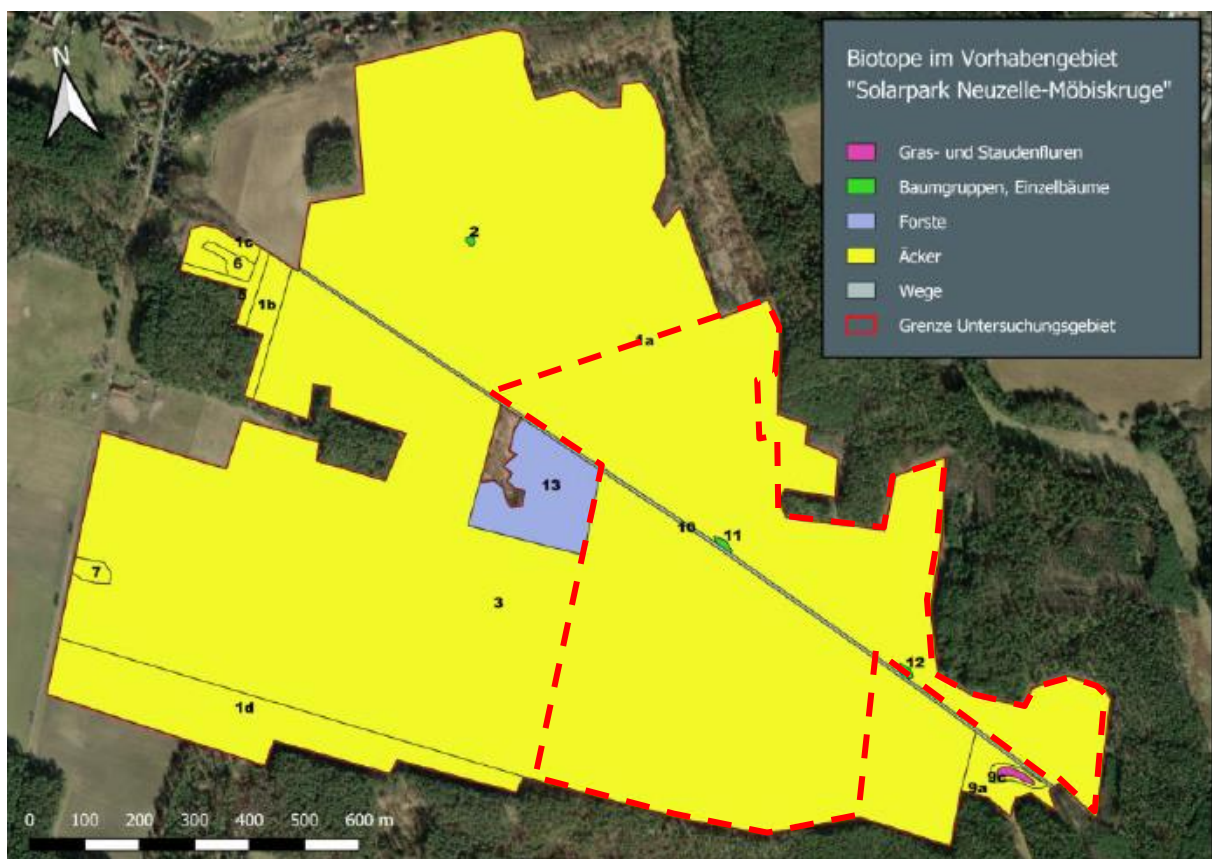 N
Biotope im Vorhabengebiet
"Solarpark Neuzelle-Möbiskruge"
Gras- und Staudenfluren
Baumgruppen, Einzelbäume
Forste
Äcker
Wege
Grenze Untersuchungsgebiet
2
1c
6
1b
1a
13
10
11
7
3
12
1d
9c
9a
0 100 200 300 400 500 600 m